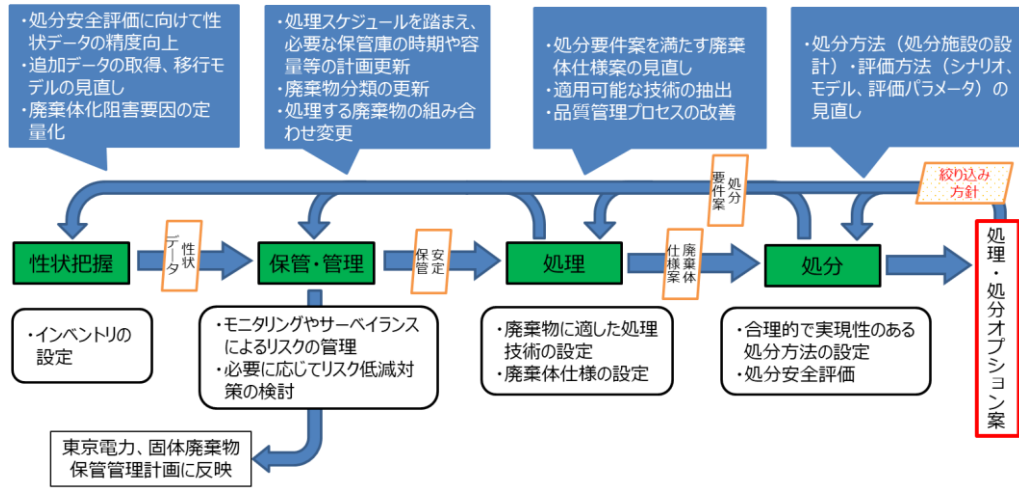 ・処分安全評価に向けて性
状データの精度向上
・追加データの取得、移行モ
デルの見直し
・廃棄体化阻害要因の定
量化
・処理スケジュールを踏まえ、
必要な保管庫の時期や容
量等の計画更新
・廃棄物分類の更新
・処理する廃棄物の組み合
わせ変更
・処分要件案を満たす廃棄
体仕様案の見直し
・適用可能な技術の抽出
・品質管理プロセスの改善
・処分方法（処分施設の設
計）・評価方法（シナリオ、
モデル、評価パラメータ）の
見直し
処分
要件案
絞り込み
方針
性状把握
性状
データ
保管・管理
安定
保管
処理
廃棄体
仕様案
処分
処理・処分オプション案
・インベントリの
設定
・モニタリングやサーベイランス
によるリスクの管理
・必要に応じてリスク低減対
策の検討
・廃棄物に適した処理
技術の設定
・廃棄体仕様の設定
・合理的で実現性のある
処分方法の設定
・処分安全評価
東京電力、固体廃棄物
保管管理計画に反映